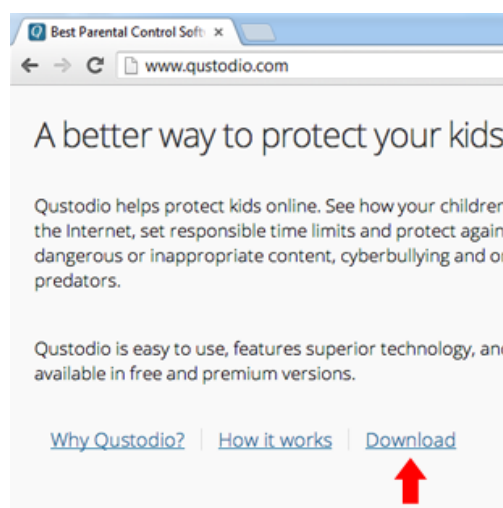 Best Parental Control Soft
www.qustodio.com
A better way to protect your kids
Qustodio helps protect kids online. See how your children
the Internet, set responsible time limits and protect again
dangerous or inappropriate content, cyberbullying and o
predators.
Qustodio is easy to use, features superior technology, and
available in free and premium versions.
Why Qustodio? How it works Download